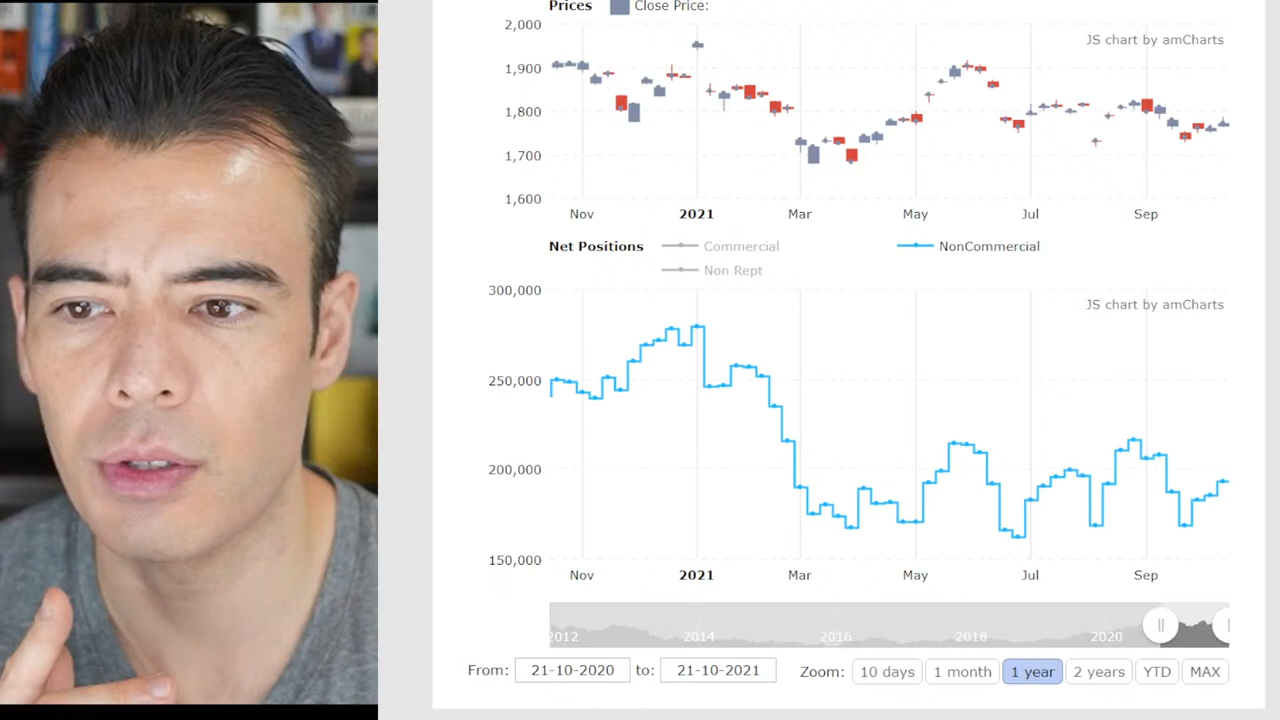 Prices Close Price:
2,000
JS chart by amCharts
1,900
1,800
1,700
1,600
Nov 2021 Mar May Jul Sep
Net Positions Commercial NonCommercial
Non Rept
300,000
JS chart by amCharts
250,000
200,000
150,000
Nov 2021 Mar May Jul Sep
2012 2014 2016 2018 2020
From: 21-10-2020 to: 21-10-2021 Zoom: 10 days 1 month 1 year 2 years YTD MAX